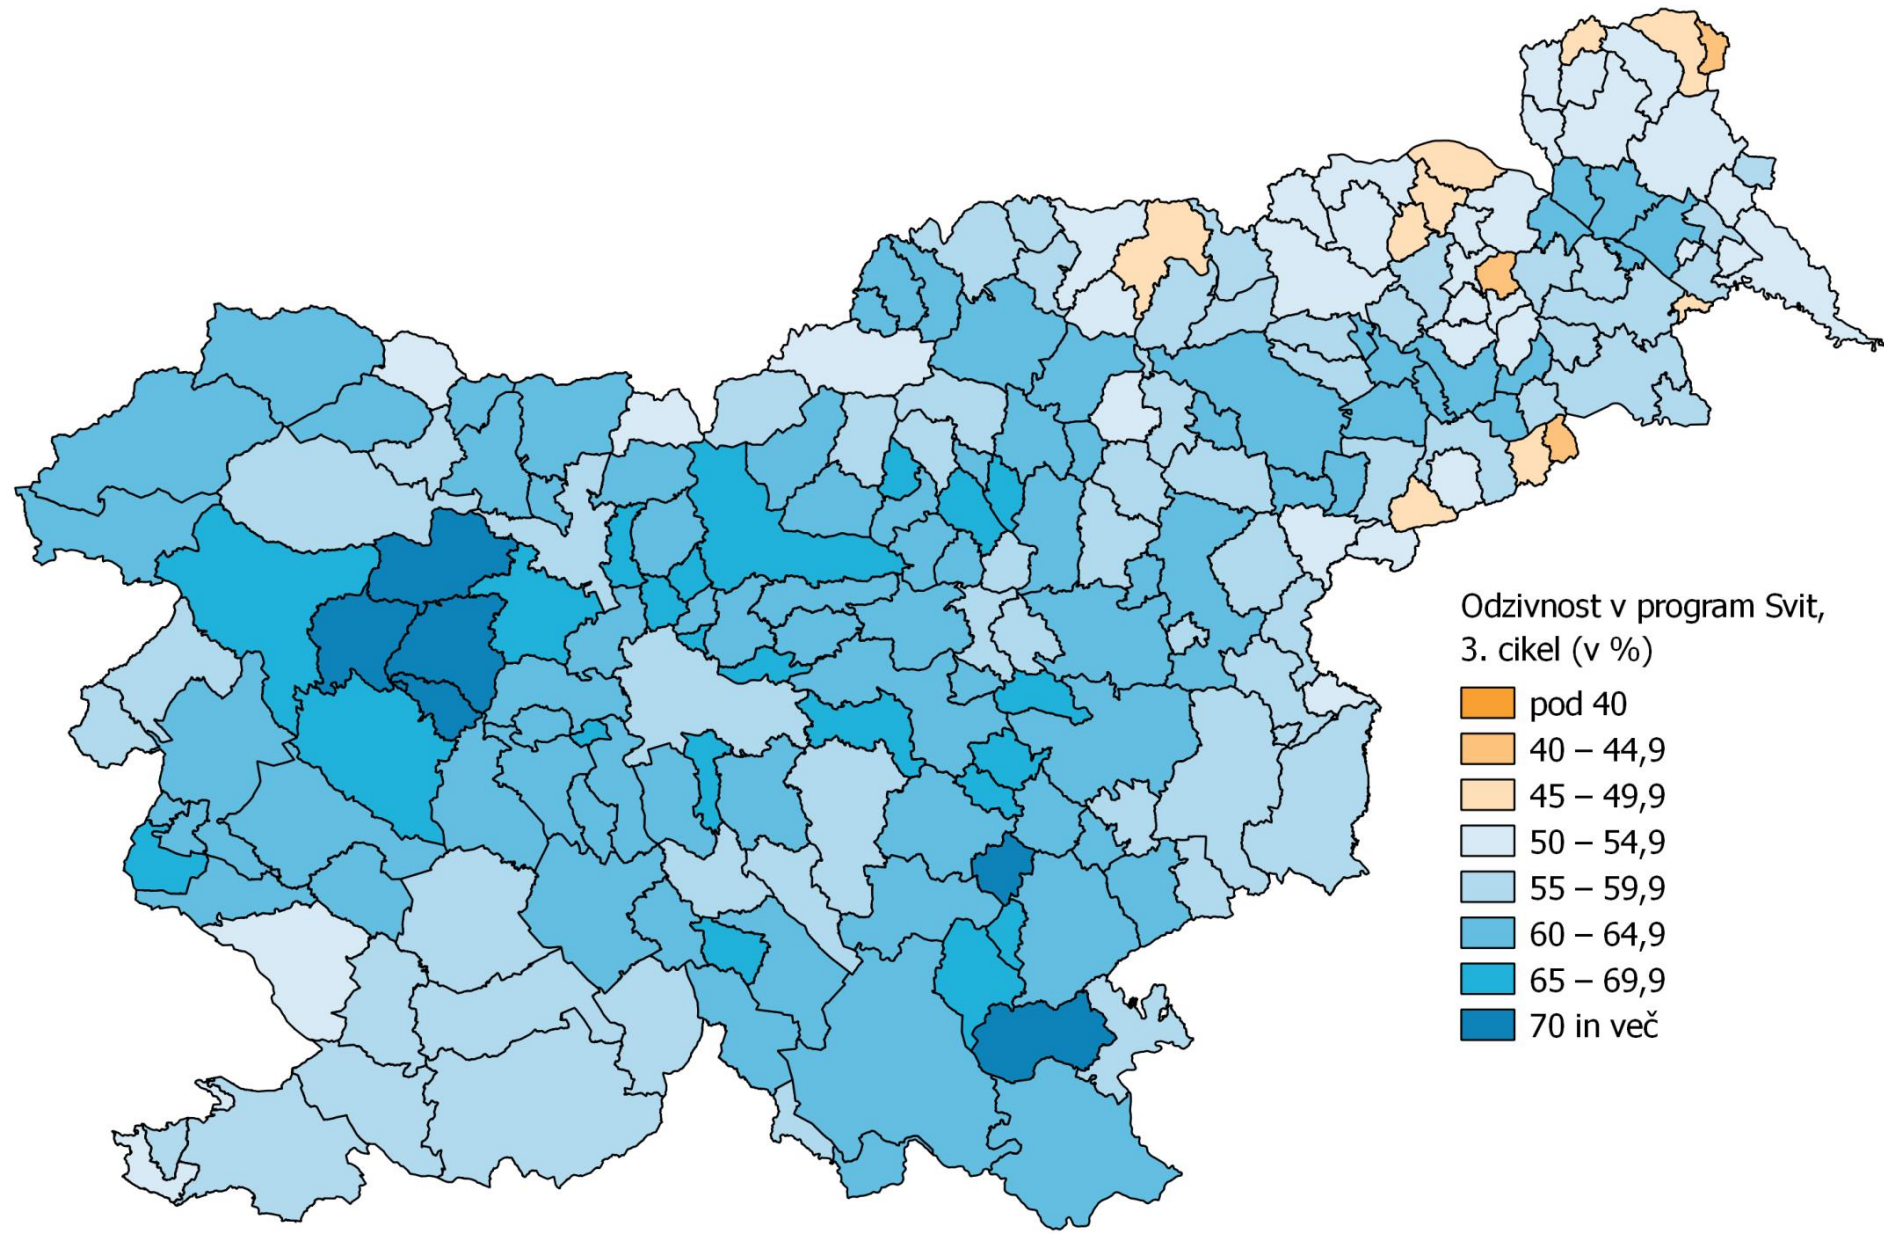 Odzivnost v program Svit,
3. cikel (v %)
pod 40
40 – 44,9
45 – 49,9
50 – 54,9
55 – 59,9
60 – 64,9
65 – 69,9
70 in več